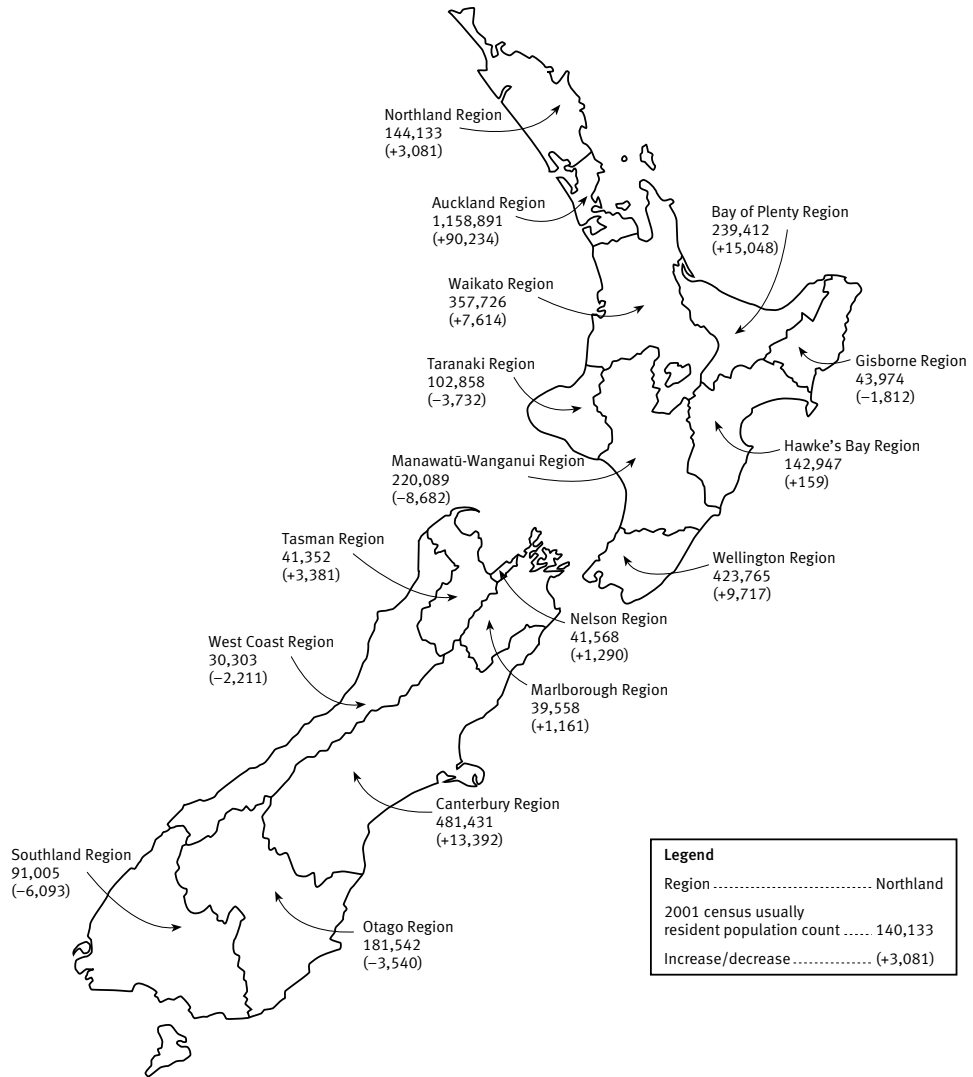 Northland Region
144,133
(+3,081)
Auckland Region
1,158,891
(+90,234)
Bay of Plenty Region
239,412
(+15,048)
Waikato Region
357,726
(+7,614)
Taranaki Region
102,858
(−3,732)
Gisborne Region
43,974
(−1,812)
Hawke's Bay Region
142,947
(+159)
Manawatū-Wanganui Region
220,089
(−8,682)
Tasman Region
41,352
(+3,381)
Wellington Region
423,765
(+9,717)
Nelson Region
41,568
(+1,290)
West Coast Region
30,303
(−2,211)
Marlborough Region
39,558
(+1,161)
Canterbury Region
481,431
(+13,392)
Southland Region
91,005
(−6,093)
Otago Region
181,542
(−3,540)
Legend
Region ............................ Northland
2001 census usually
resident population count ..... 140,133
Increase/decrease .............. (+3,081)